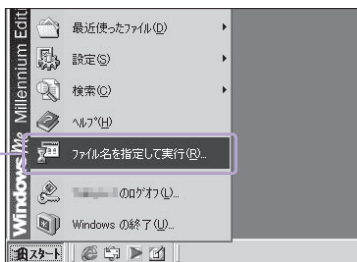 最近使ったﾌｧｲﾙ(D)
設定(S)
検索(C)
ﾍﾙﾌﾟ(H)
ﾌｧｲﾙ名を指定して実行(R)...
のﾛｸﾞｵﾌ(L)...
Windows の終了(U)...
Windows Me Millennium Editi
スタート